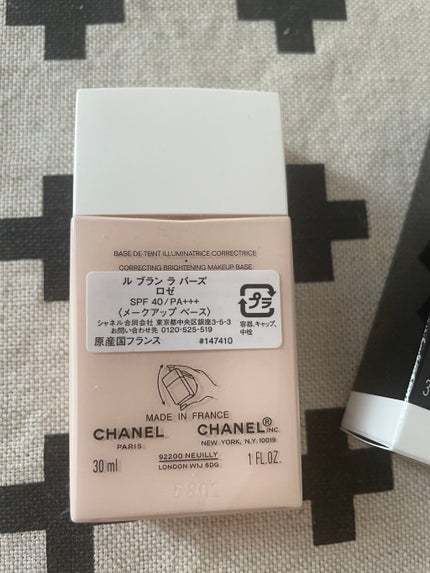 BASE DE TEINT ILLUMINATRICE CORRECTRICE
•
CORRECTING BRIGHTENING MAKEUP BASE
ル ブラン ラ バーズ
ロゼ
SPF 40/PA+++
〈メークアップ ベース〉
シャネル合同会社 東京都中央区銀座3-5-3
お問い合わせ先 0120-525-519
原産国フランス #147410
プラ
容器,キャップ,
中栓
MADE IN FRANCE
CHANEL CHANEL® INC.
PARIS NEW YORK, N.Y. 10019
30 ml 92200 NEUILLY 1 FL.OZ.
LONDON W1J 6DG